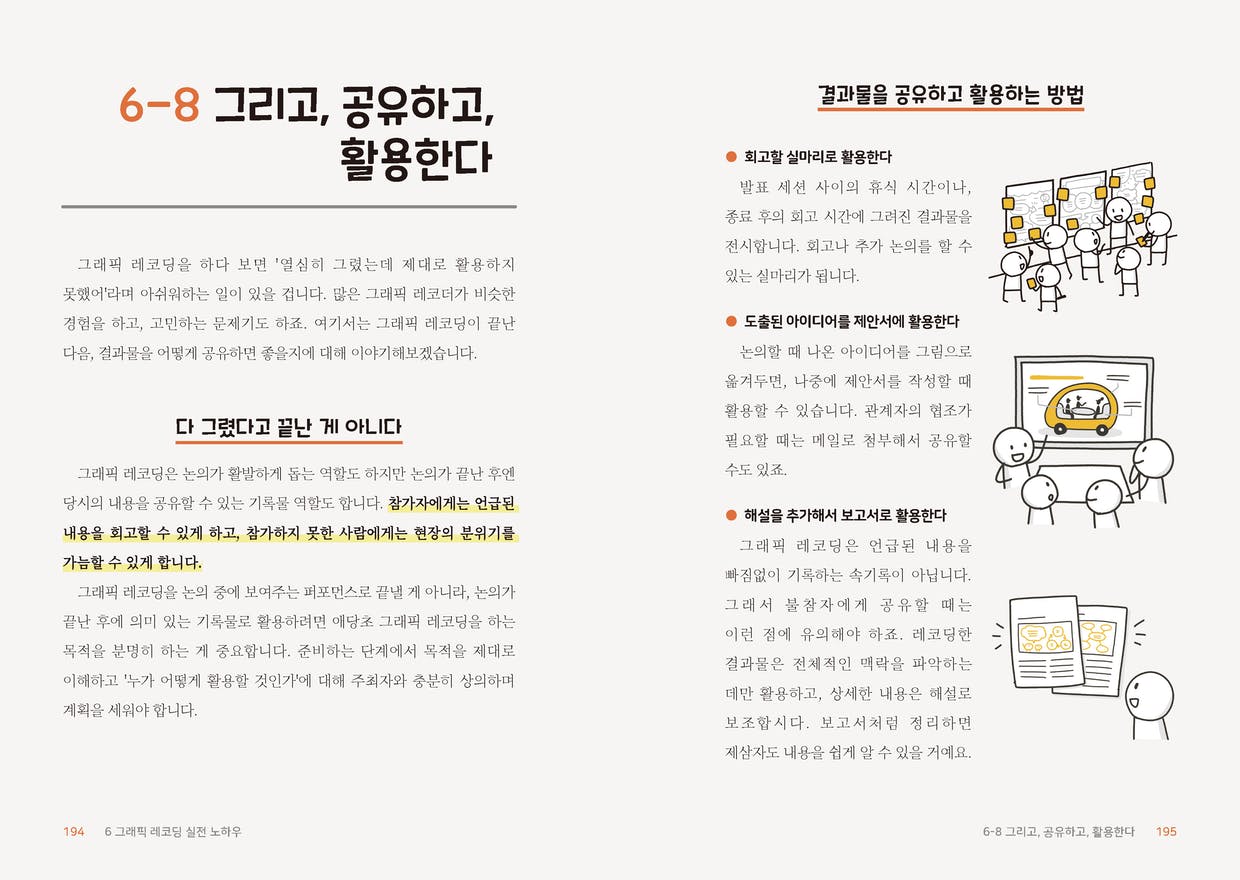 6-8 그리고, 공유하고,
활용한다
그래픽 레코딩을 하다 보면 '열심히 그렸는데 제대로 활용하지
못했어'라며 아쉬워하는 일이 있을 겁니다. 많은 그래픽 레코더가 비슷한
경험을 하고, 고민하는 문제기도 하죠. 여기서는 그래픽 레코딩이 끝난
다음, 결과물을 어떻게 공유하면 좋을지에 대해 이야기해보겠습니다.
다 그렸다고 끝난 게 아니다
그래픽 레코딩은 논의가 활발하게 돕는 역할도 하지만 논의가 끝난 후엔
당시의 내용을 공유할 수 있는 기록물 역할도 합니다. 참가자에게는 언급된
내용을 회고할 수 있게 하고, 참가하지 못한 사람에게는 현장의 분위기를
가늠할 수 있게 합니다.
그래픽 레코딩을 논의 중에 보여주는 퍼포먼스로 끝낼 게 아니라, 논의가
끝난 후에 의미 있는 기록물로 활용하려면 애당초 그래픽 레코딩을 하는
목적을 분명히 하는 게 중요합니다. 준비하는 단계에서 목적을 제대로
이해하고 '누가 어떻게 활용할 것인가'에 대해 주최자와 충분히 상의하며
계획을 세워야 합니다.
194 6 그래픽 레코딩 실전 노하우
결과물을 공유하고 활용하는 방법
● 회고할 실마리로 활용한다
발표 세션 사이의 휴식 시간이나,
종료 후의 회고 시간에 그려진 결과물을
전시합니다. 회고나 추가 논의를 할 수
있는 실마리가 됩니다.
● 도출된 아이디어를 제안서에 활용한다
논의할 때 나온 아이디어를 그림으로
옮겨두면, 나중에 제안서를 작성할 때
활용할 수 있습니다. 관계자의 협조가
필요할 때는 메일로 첨부해서 공유할
수도 있죠.
● 해설을 추가해서 보고서로 활용한다
그래픽 레코딩은 언급된 내용을
빠짐없이 기록하는 속기록이 아닙니다.
그래서 불참자에게 공유할 때는
이런 점에 유의해야 하죠. 레코딩한
결과물은 전체적인 맥락을 파악하는
데만 활용하고, 상세한 내용은 해설로
보조합시다. 보고서처럼 정리하면
제삼자도 내용을 쉽게 알 수 있을 거예요.
6-8 그리고, 공유하고, 활용한다 195